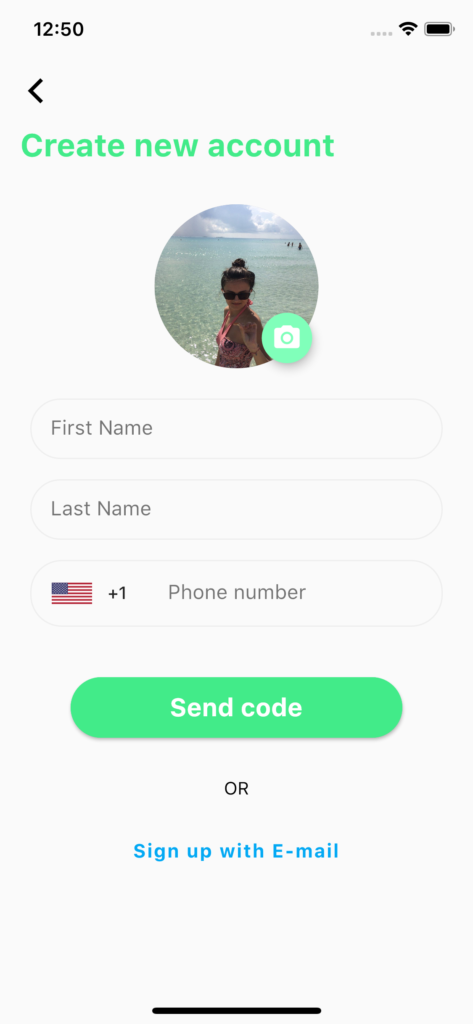 12:50
Create new account
First Name
Last Name
+1 Phone number
Send code
OR
Sign up with E-mail